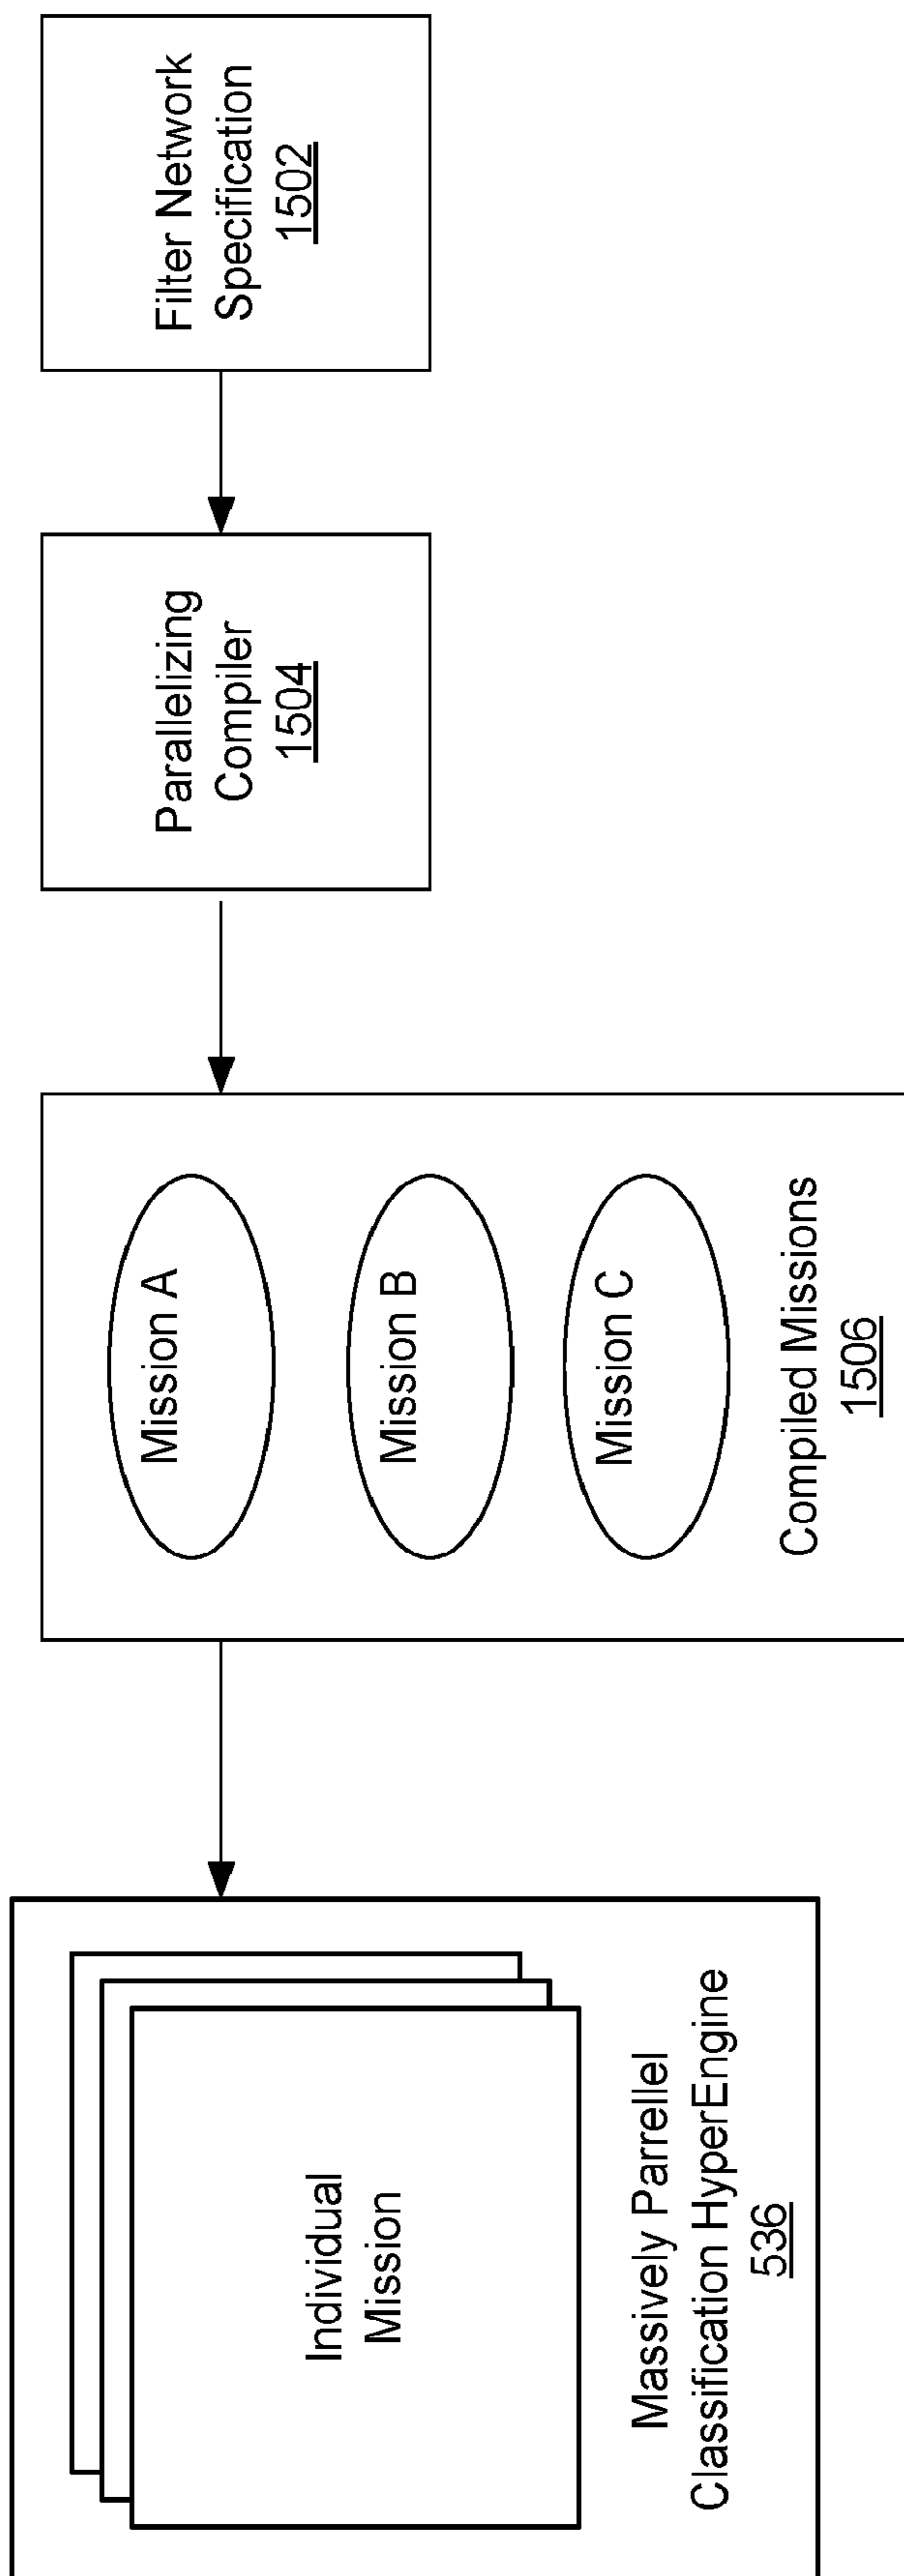 Filter Network
Specification
1502
Parallelizing
Compiler
1504
Mission A
Mission B
Mission C
Compiled Missions
1506
Individual
Mission
Massively Parrellel
Classification HyperEngine
536